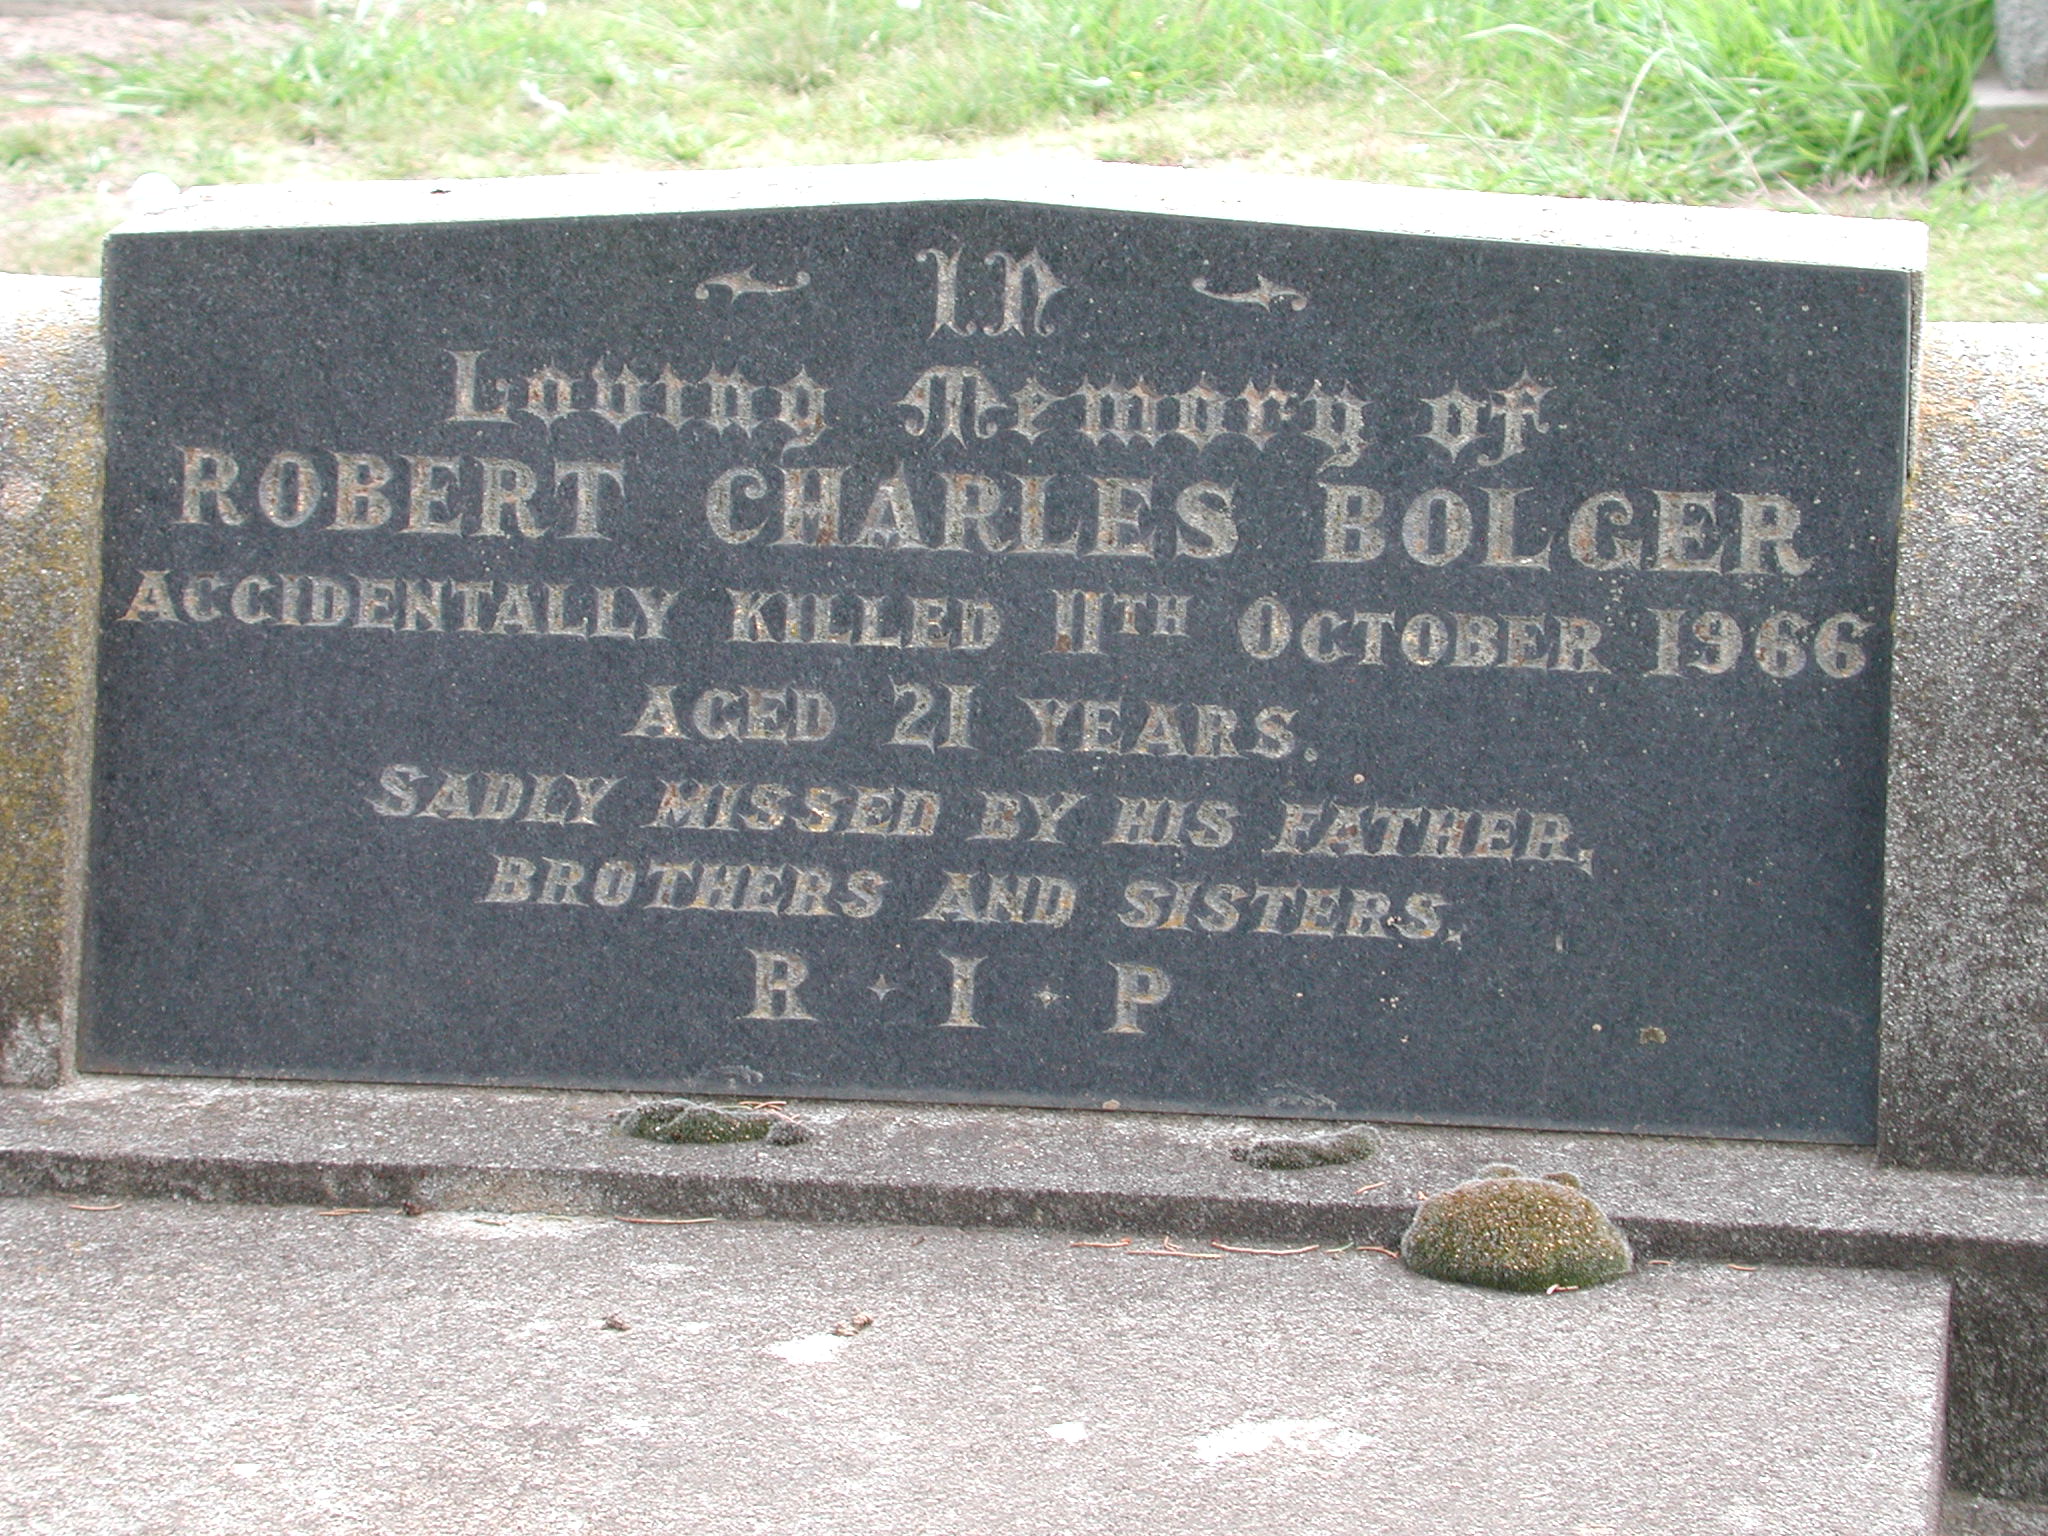 In
Loving Memory of
ROBERT CHARLES BOLGER
ACCIDENTALLY KILLED 11TH OCTOBER 1966
AGED 21 YEARS.
SADLY MISSED BY HIS FATHER,
BROTHERS AND SISTERS.
R · I · P